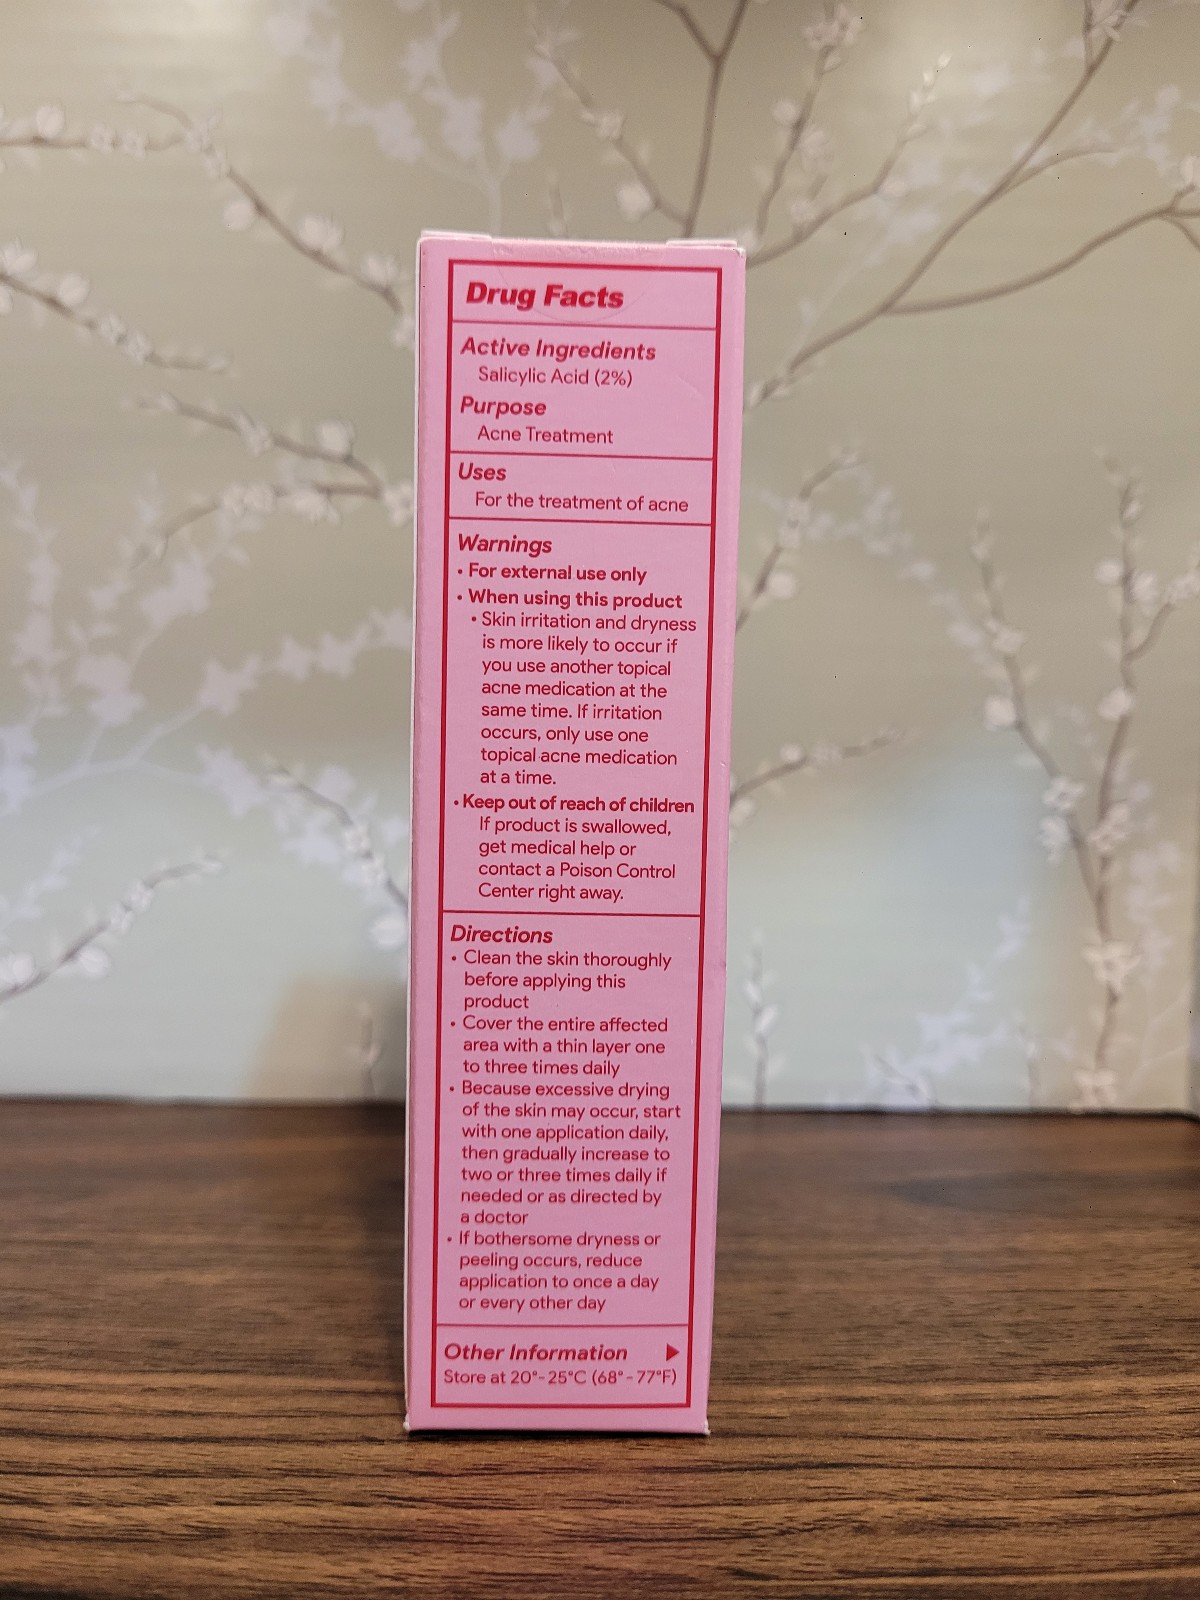 Drug Facts
Active Ingredients
Salicylic Acid (2%)
Purpose
Acne Treatment
Uses
For the treatment of acne
Warnings
• For external use only
• When using this product
• Skin irritation and dryness
is more likely to occur if
you use another topical
acne medication at the
same time. If irritation
occurs, only use one
topical acne medication
at a time.
• Keep out of reach of children
If product is swallowed,
get medical help or
contact a Poison Control
Center right away.
Directions
• Clean the skin thoroughly
before applying this
product
• Cover the entire affected
area with a thin layer one
to three times daily
• Because excessive drying
of the skin may occur, start
with one application daily,
then gradually increase to
two or three times daily if
needed or as directed by
a doctor
• If bothersome dryness or
peeling occurs, reduce
application to once a day
or every other day
Other Information ▶
Store at 20°-25°C (68°-77°F)